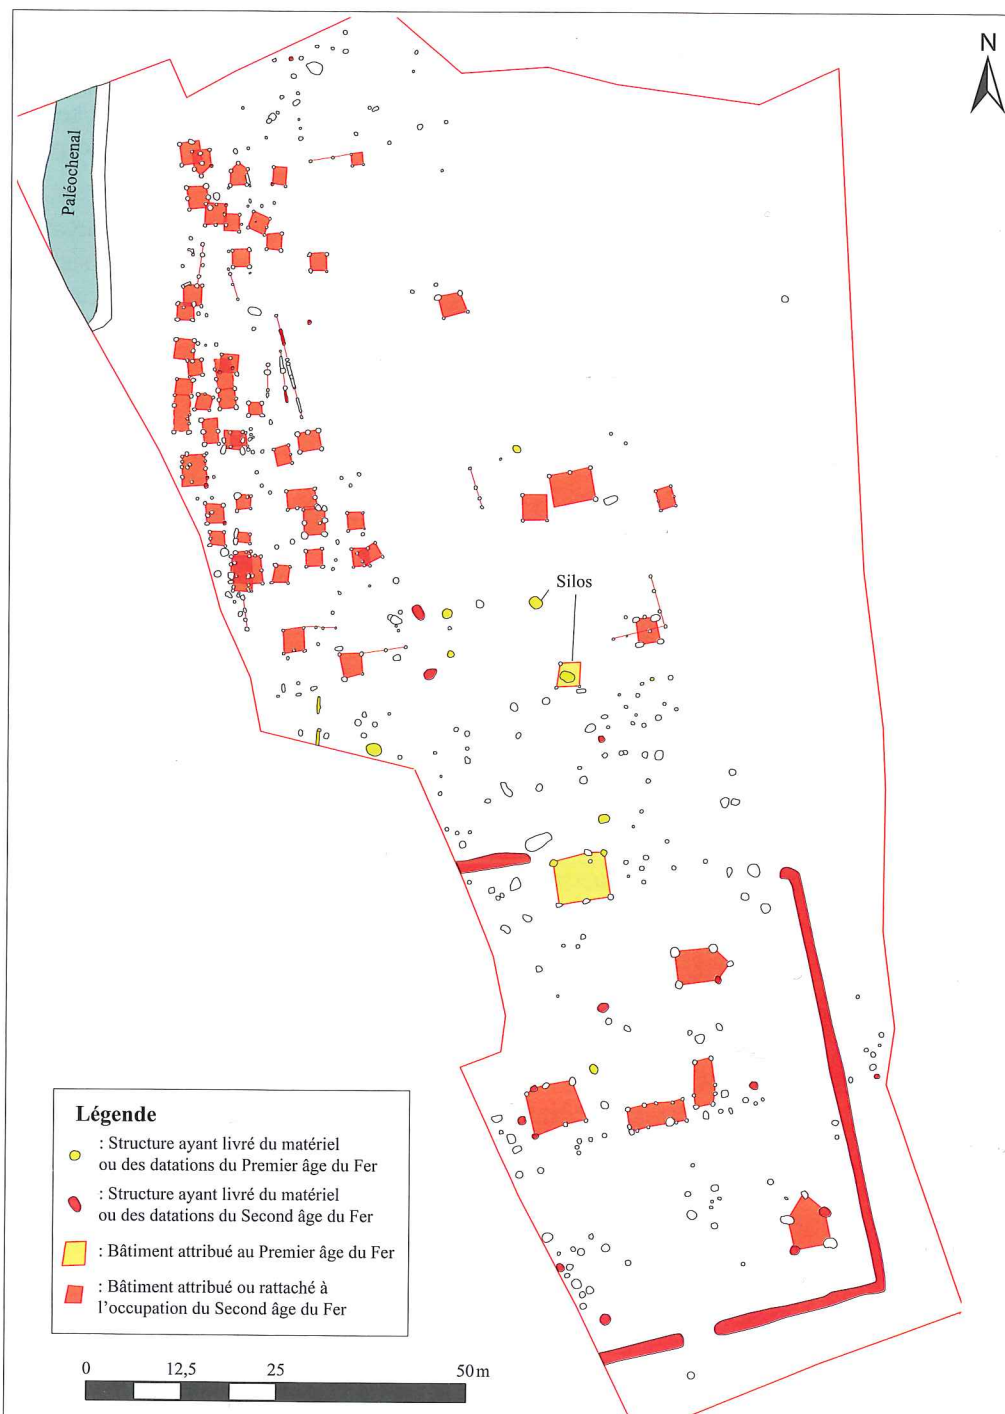 N
Paléochenal
Silos
Légende
: Structure ayant livré du matériel
ou des datations du Premier âge du Fer
: Structure ayant livré du matériel
ou des datations du Second âge du Fer
: Bâtiment attribué au Premier âge du Fer
: Bâtiment attribué ou rattaché à
l'occupation du Second âge du Fer
0 12,5 25 50 m